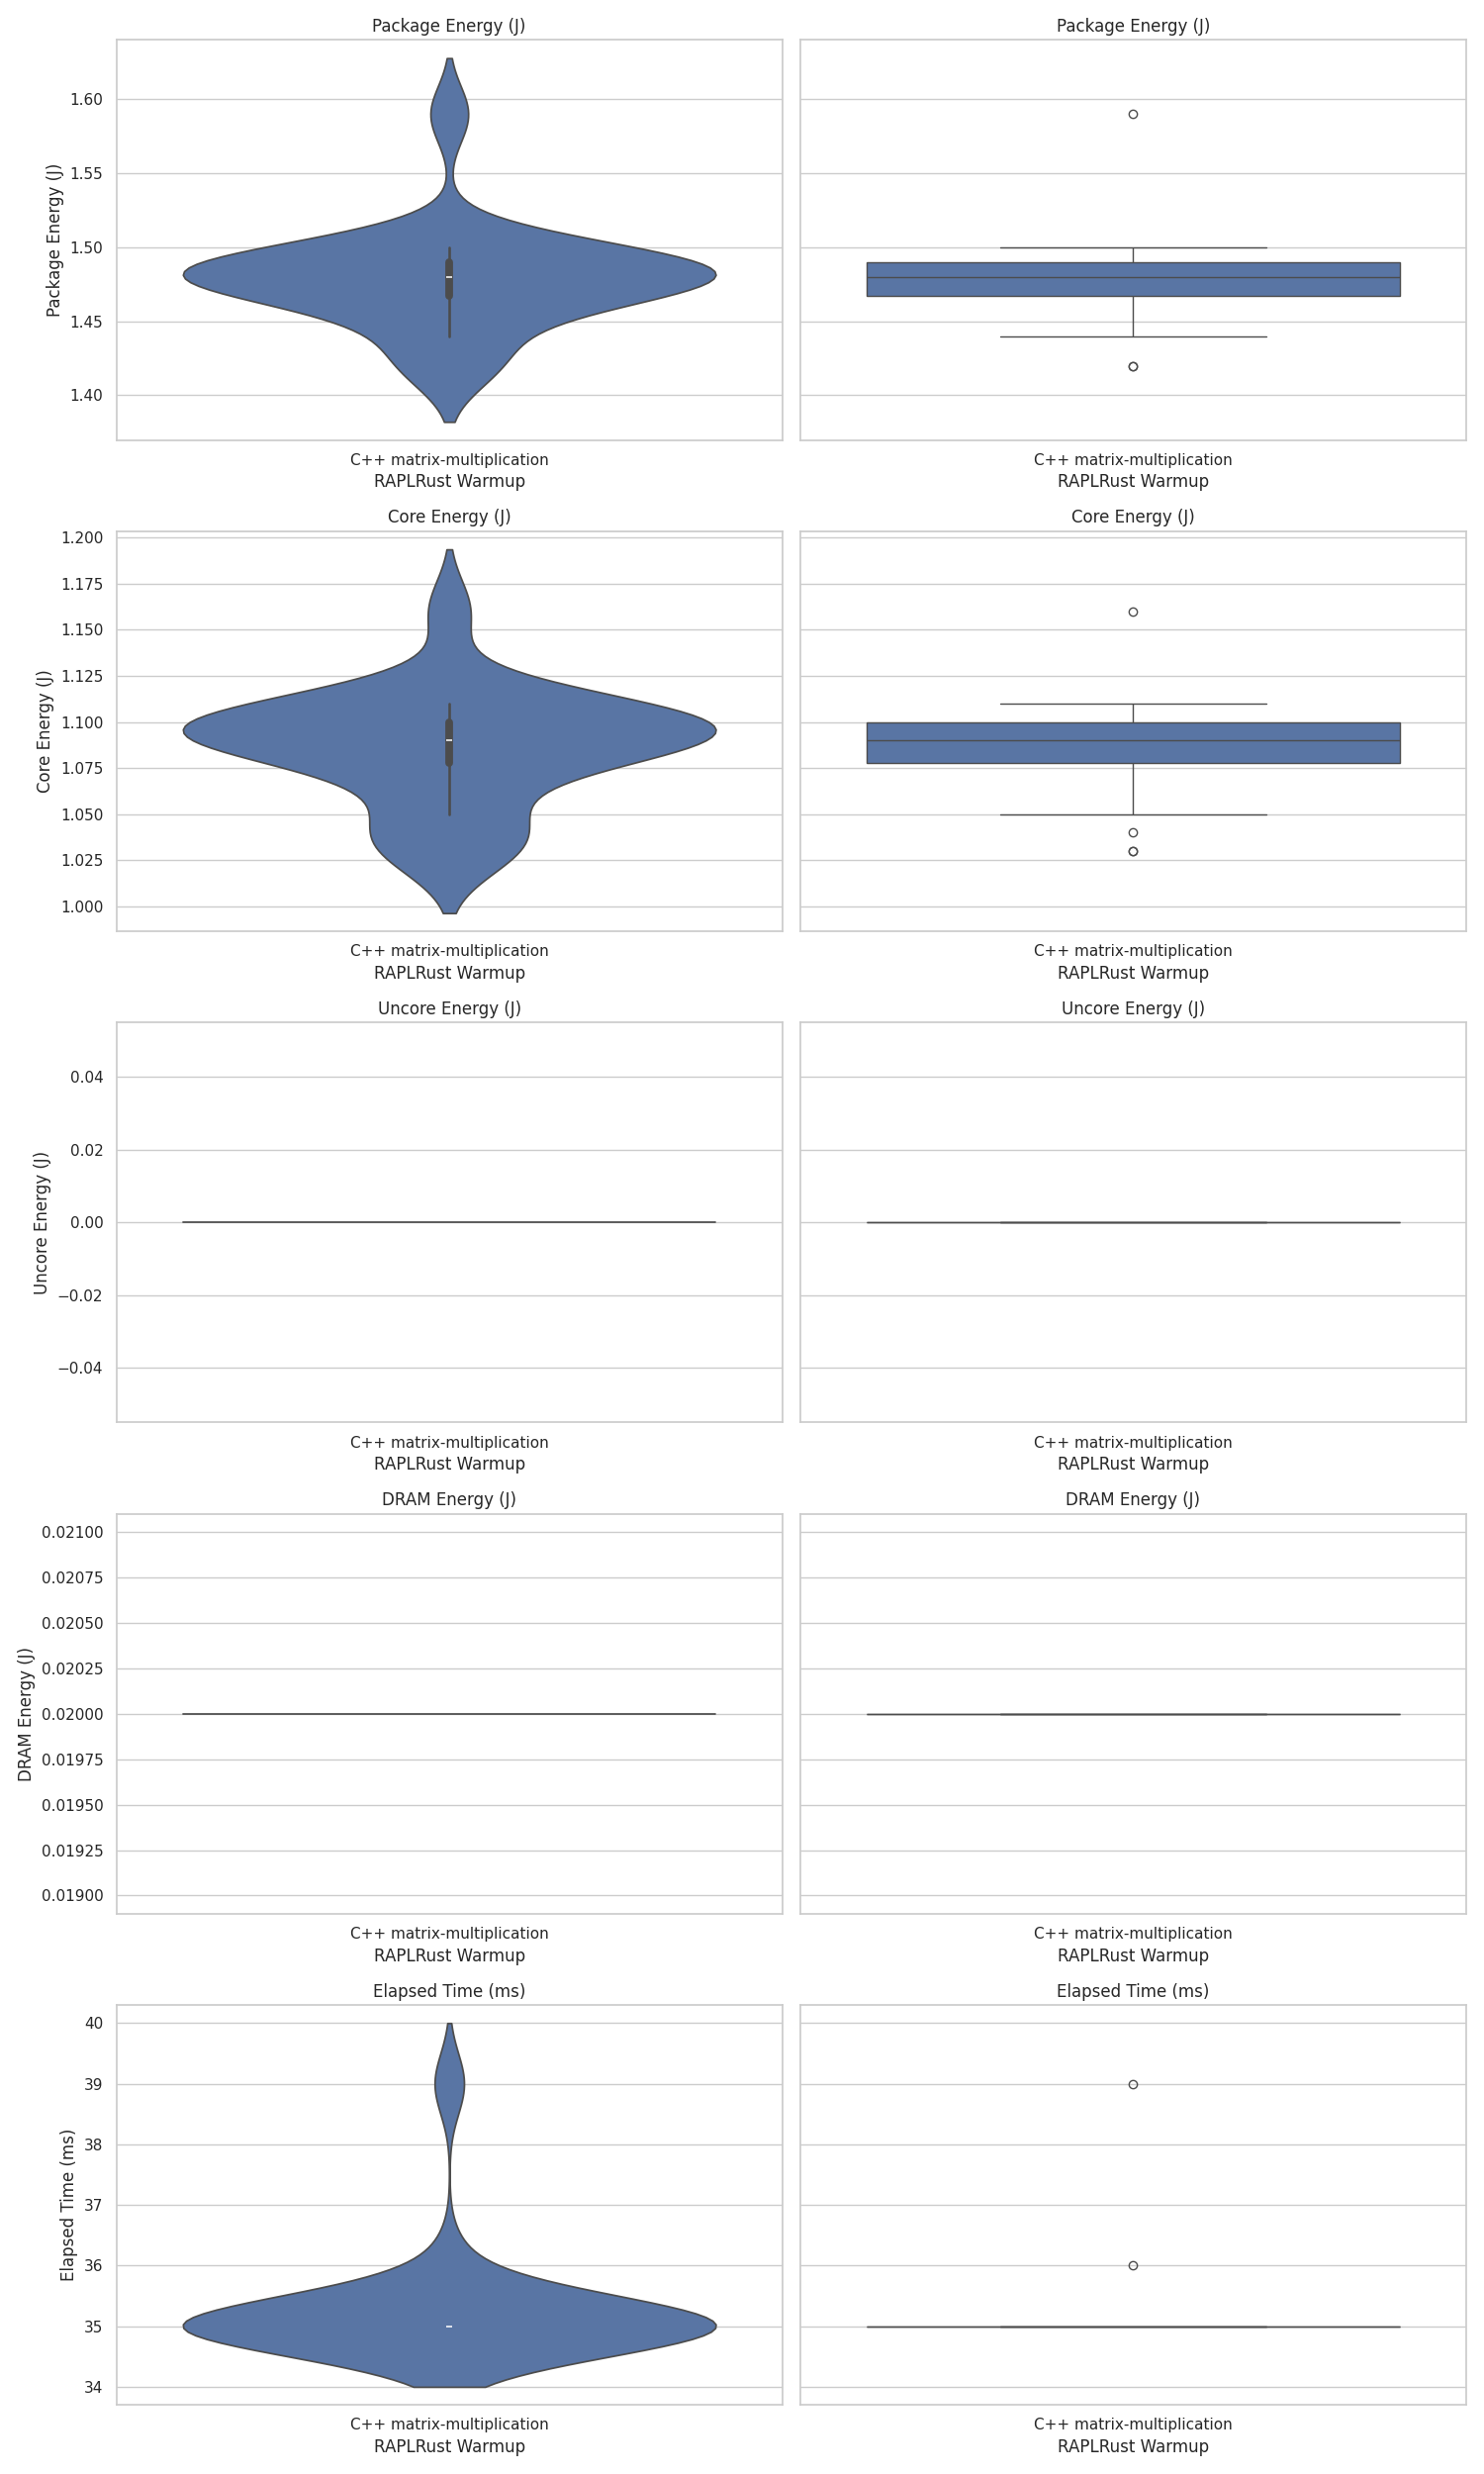 Package Energy (J)
Package Energy (J)
Package Energy (J)
1.60
1.55
1.50
1.45
1.40
C++ matrix-multiplication
RAPLRust Warmup
C++ matrix-multiplication
RAPLRust Warmup
Core Energy (J)
Core Energy (J)
Core Energy (J)
1.200
1.175
1.150
1.125
1.100
1.075
1.050
1.025
1.000
C++ matrix-multiplication
RAPLRust Warmup
C++ matrix-multiplication
RAPLRust Warmup
Uncore Energy (J)
Uncore Energy (J)
Uncore Energy (J)
0.04
0.02
0.00
−0.02
−0.04
C++ matrix-multiplication
RAPLRust Warmup
C++ matrix-multiplication
RAPLRust Warmup
DRAM Energy (J)
DRAM Energy (J)
DRAM Energy (J)
0.02100
0.02075
0.02050
0.02025
0.02000
0.01975
0.01950
0.01925
0.01900
C++ matrix-multiplication
RAPLRust Warmup
C++ matrix-multiplication
RAPLRust Warmup
Elapsed Time (ms)
Elapsed Time (ms)
Elapsed Time (ms)
40
39
38
37
36
35
34
C++ matrix-multiplication
RAPLRust Warmup
C++ matrix-multiplication
RAPLRust Warmup